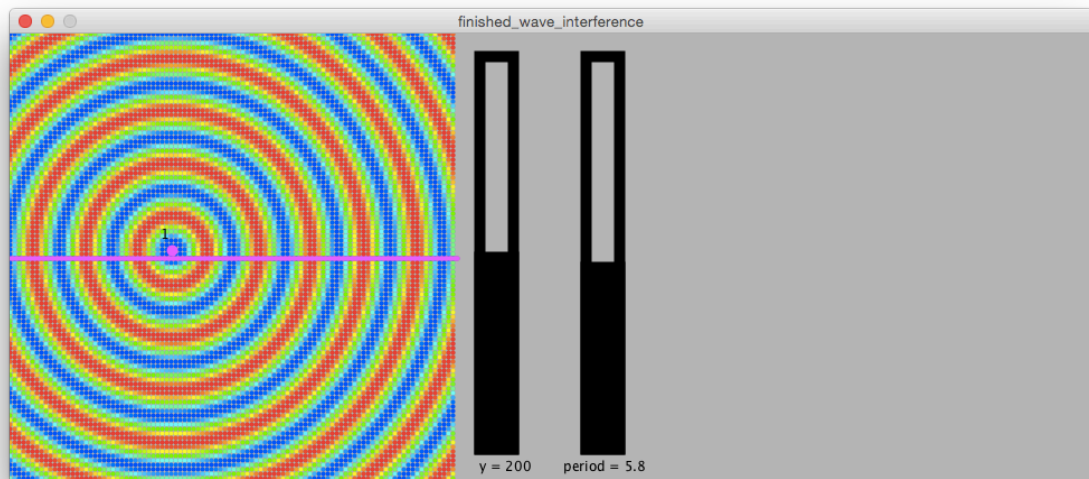 finished_wave_interference
1
y = 200
period = 5.8